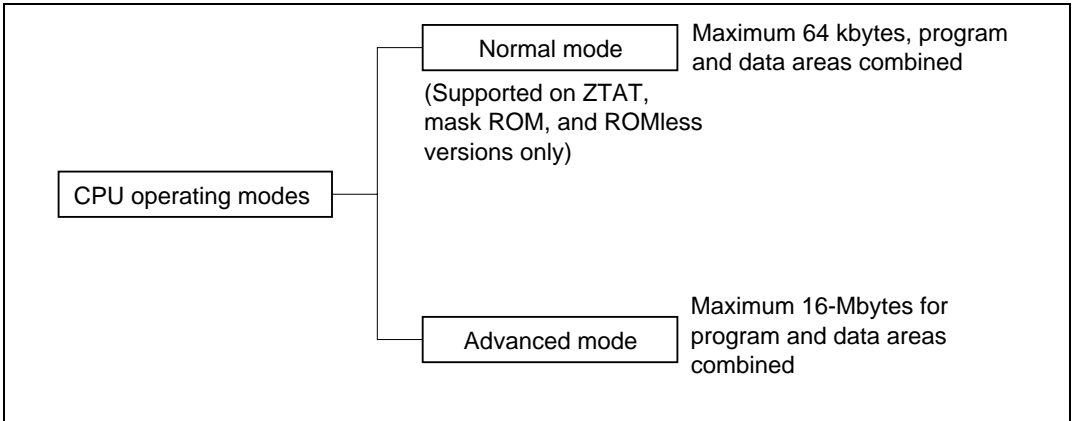 Normal mode
Maximum 64 kbytes, program
and data areas combined
(Supported on ZTAT,
mask ROM, and ROMless
versions only)
CPU operating modes
Advanced mode
Maximum 16-Mbytes for
program and data areas
combined